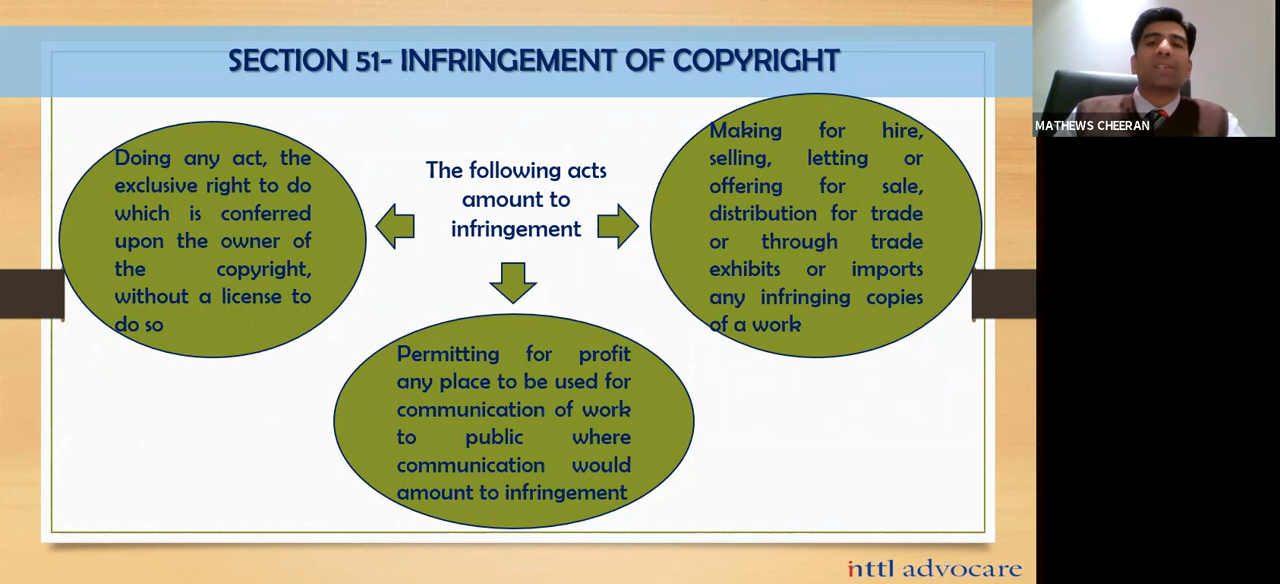 SECTION 51- INFRINGEMENT OF COPYRIGHT
MATHEWS CHEERAN
Doing any act, the
exclusive right to do
which is conferred
upon the owner of
the copyright,
without a license to
do so
The following acts
amount to
infringement
Making for hire,
selling, letting or
offering for sale,
distribution for trade
or through trade
exhibits or imports
any infringing copies
of a work
Permitting for profit
any place to be used for
communication of work
to public where
communication would
amount to infringement
inttl advocare